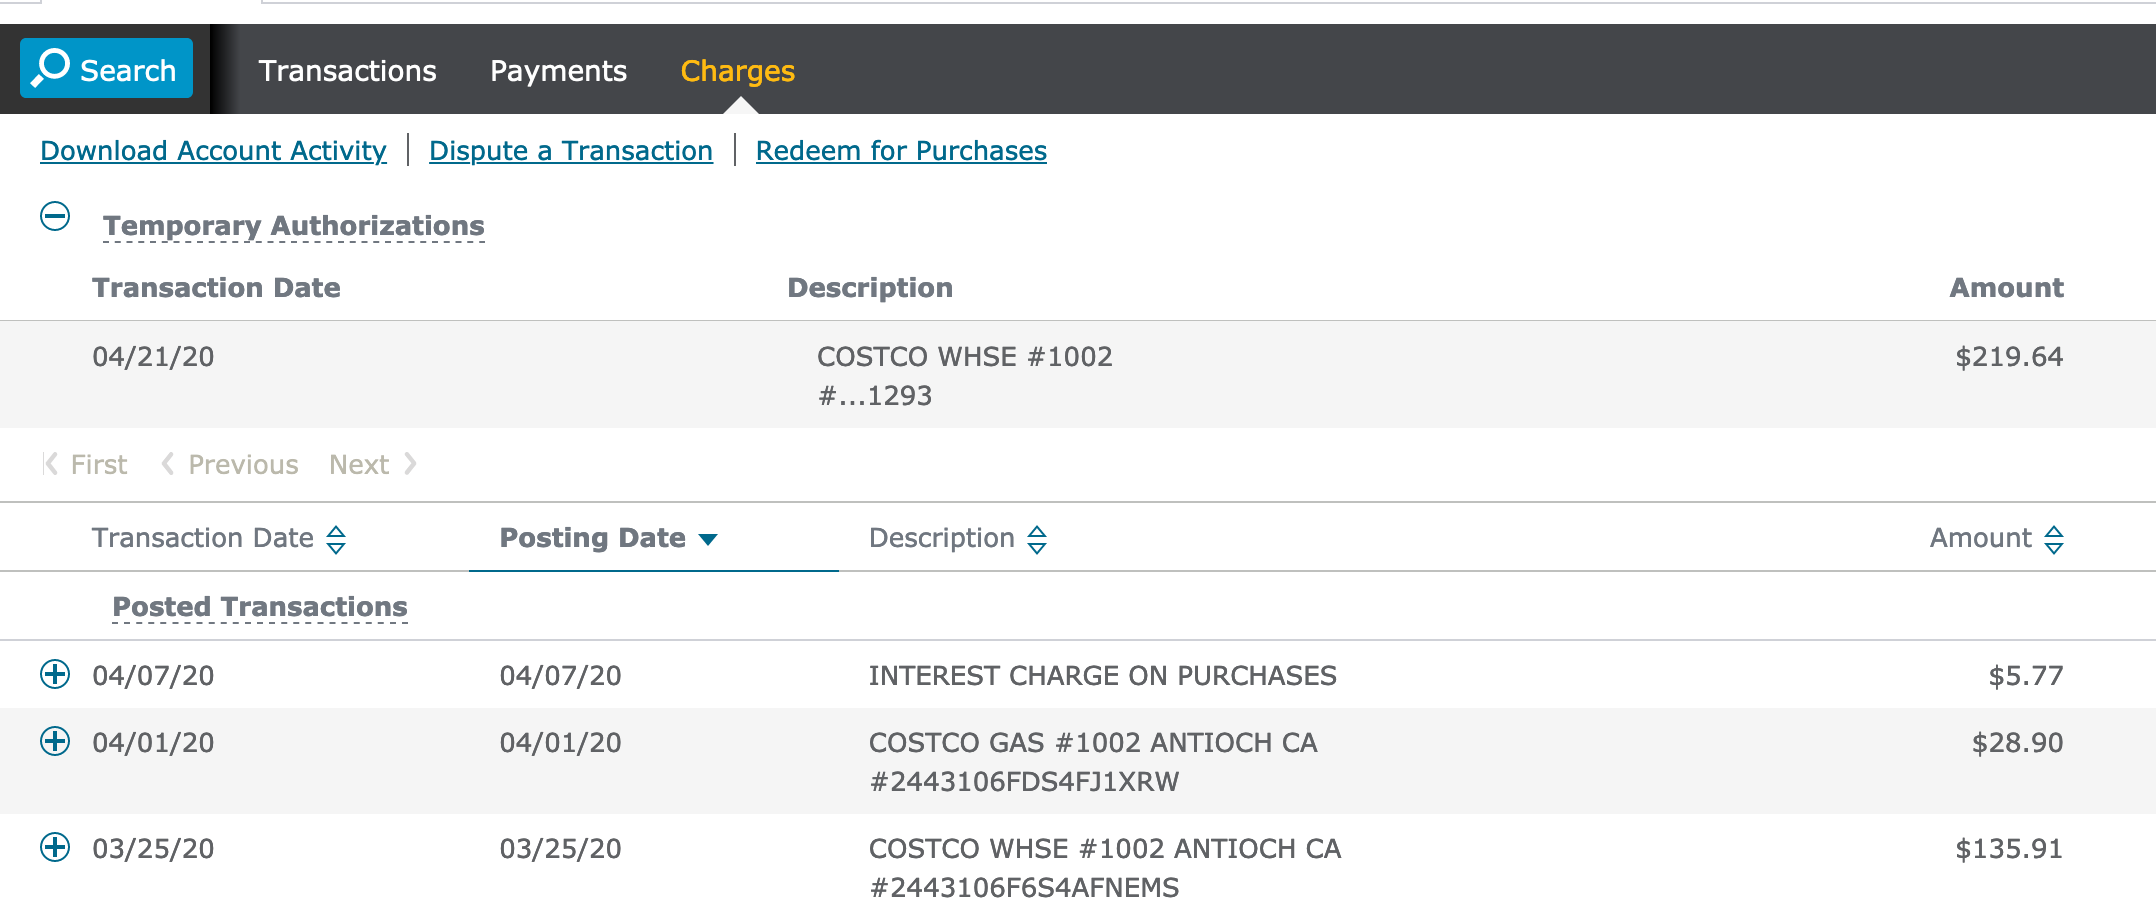 Search Transactions Payments Charges
Download Account Activity Dispute a Transaction Redeem for Purchases
Temporary Authorizations
Transaction Date Description Amount
04/21/20 COSTCO WHSE #1002 $219.64
#...1293
First Previous Next
Transaction Date Posting Date Description Amount
Posted Transactions
04/07/20 04/07/20 INTEREST CHARGE ON PURCHASES $5.77
04/01/20 04/01/20 COSTCO GAS #1002 ANTIOCH CA $28.90
#2443106FDS4FJ1XRW
03/25/20 03/25/20 COSTCO WHSE #1002 ANTIOCH CA $135.91
#2443106F6S4AFNEMS